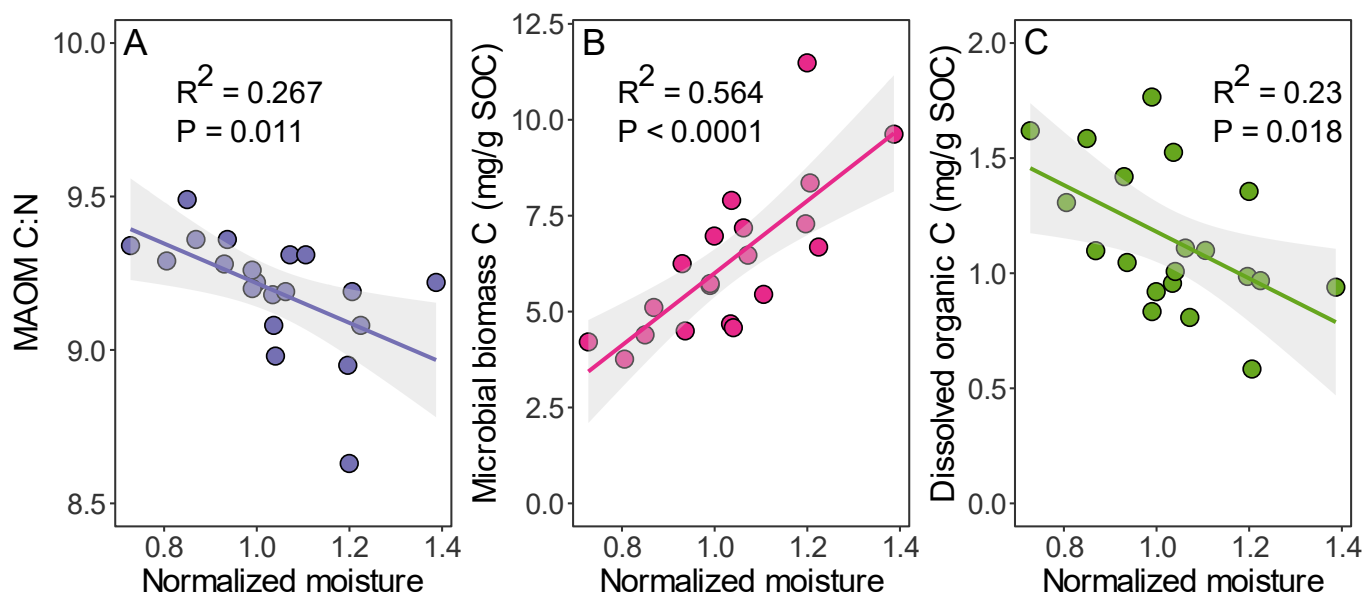 A
R2 = 0.267
P = 0.011
10.0
9.5
9.0
8.5
MAOM C:N
0.8 1.0 1.2 1.4
Normalized moisture
B
R2 = 0.564
P < 0.0001
12.5
10.0
7.5
5.0
2.5
0.0
Microbial biomass C (mg/g SOC)
0.8 1.0 1.2 1.4
Normalized moisture
C
R2 = 0.23
P = 0.018
2.0
1.5
1.0
0.5
0.0
Dissolved organic C (mg/g SOC)
0.8 1.0 1.2 1.4
Normalized moisture